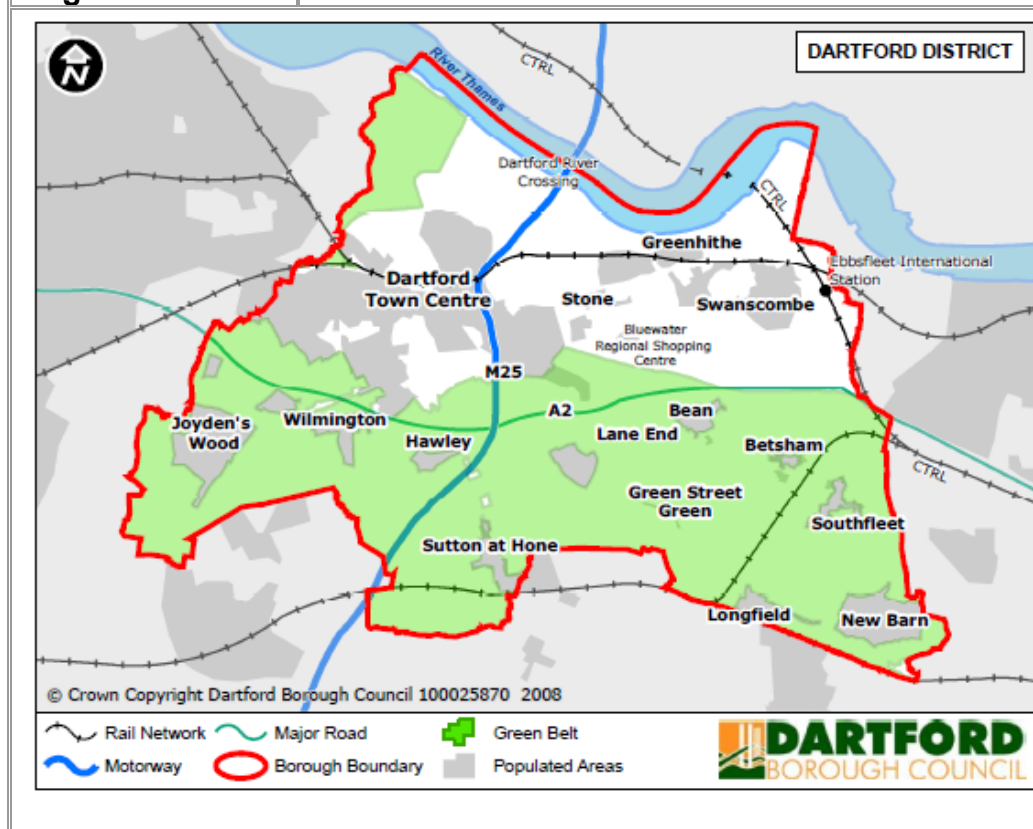 DARTFORD DISTRICT
N
CTRL
River Thames
Dartford River
Crossing
CTRL
Greenhithe
Ebbsfleet International
Station
Dartford
Town Centre
Stone
Swanscombe
Bluewater
Regional Shopping
Centre
M25
A2
Bean
Joyden's
Wood
Wilmington
Hawley
Lane End
Betsham
CTRL
Green Street
Green
Southfleet
Sutton at Hone
Longfield
New Barn
© Crown Copyright Dartford Borough Council 100025870 2008
Rail Network
Major Road
Green Belt
Motorway
Borough Boundary
Populated Areas
DARTFORD
BOROUGH COUNCIL